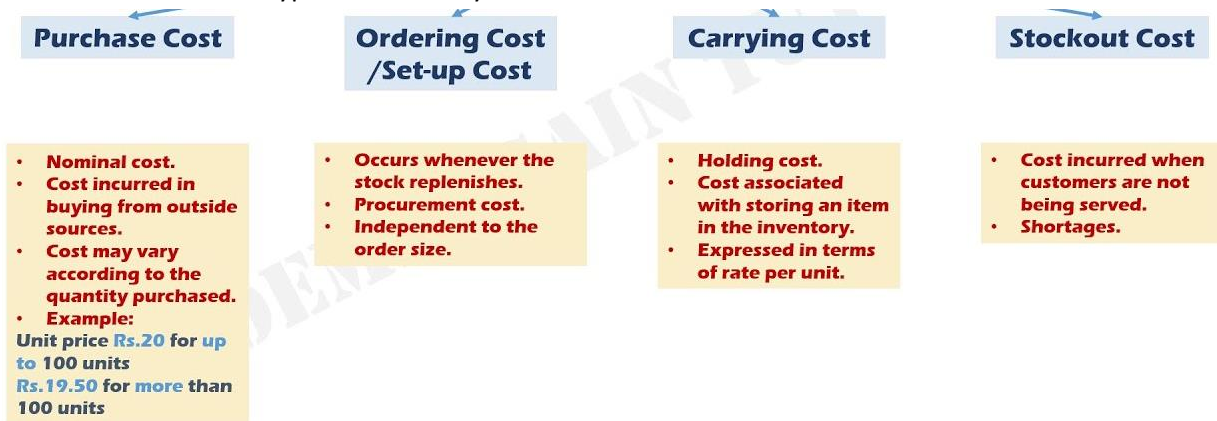 Purchase Cost
Ordering Cost
/Set-up Cost
Carrying Cost
Stockout Cost
• Nominal cost.
• Cost incurred in
buying from outside
sources.
• Cost may vary
according to the
quantity purchased.
• Example:
Unit price Rs.20 for up
to 100 units
Rs.19.50 for more than
100 units
• Occurs whenever the
stock replenishes.
• Procurement cost.
• Independent to the
order size.
• Holding cost.
• Cost associated
with storing an item
in the inventory.
• Expressed in terms
of rate per unit.
• Cost incurred when
customers are not
being served.
• Shortages.